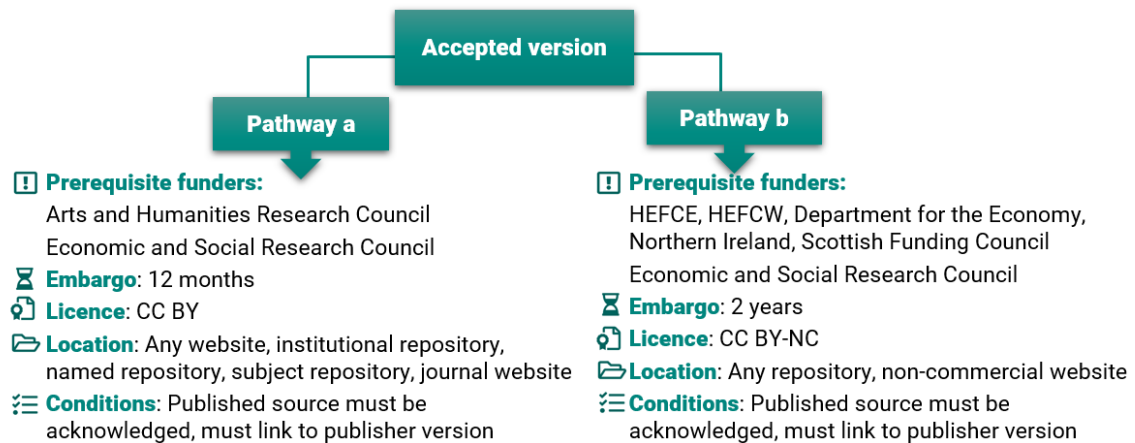 Accepted version
Pathway a
Prerequisite funders:
Arts and Humanities Research Council
Economic and Social Research Council
Embargo: 12 months
Licence: CC BY
Location: Any website, institutional repository,
named repository, subject repository, journal website
Conditions: Published source must be
acknowledged, must link to publisher version
Pathway b
Prerequisite funders:
HEFCE, HEFCW, Department for the Economy,
Northern Ireland, Scottish Funding Council
Economic and Social Research Council
Embargo: 2 years
Licence: CC BY-NC
Location: Any repository, non-commercial website
Conditions: Published source must be
acknowledged, must link to publisher version